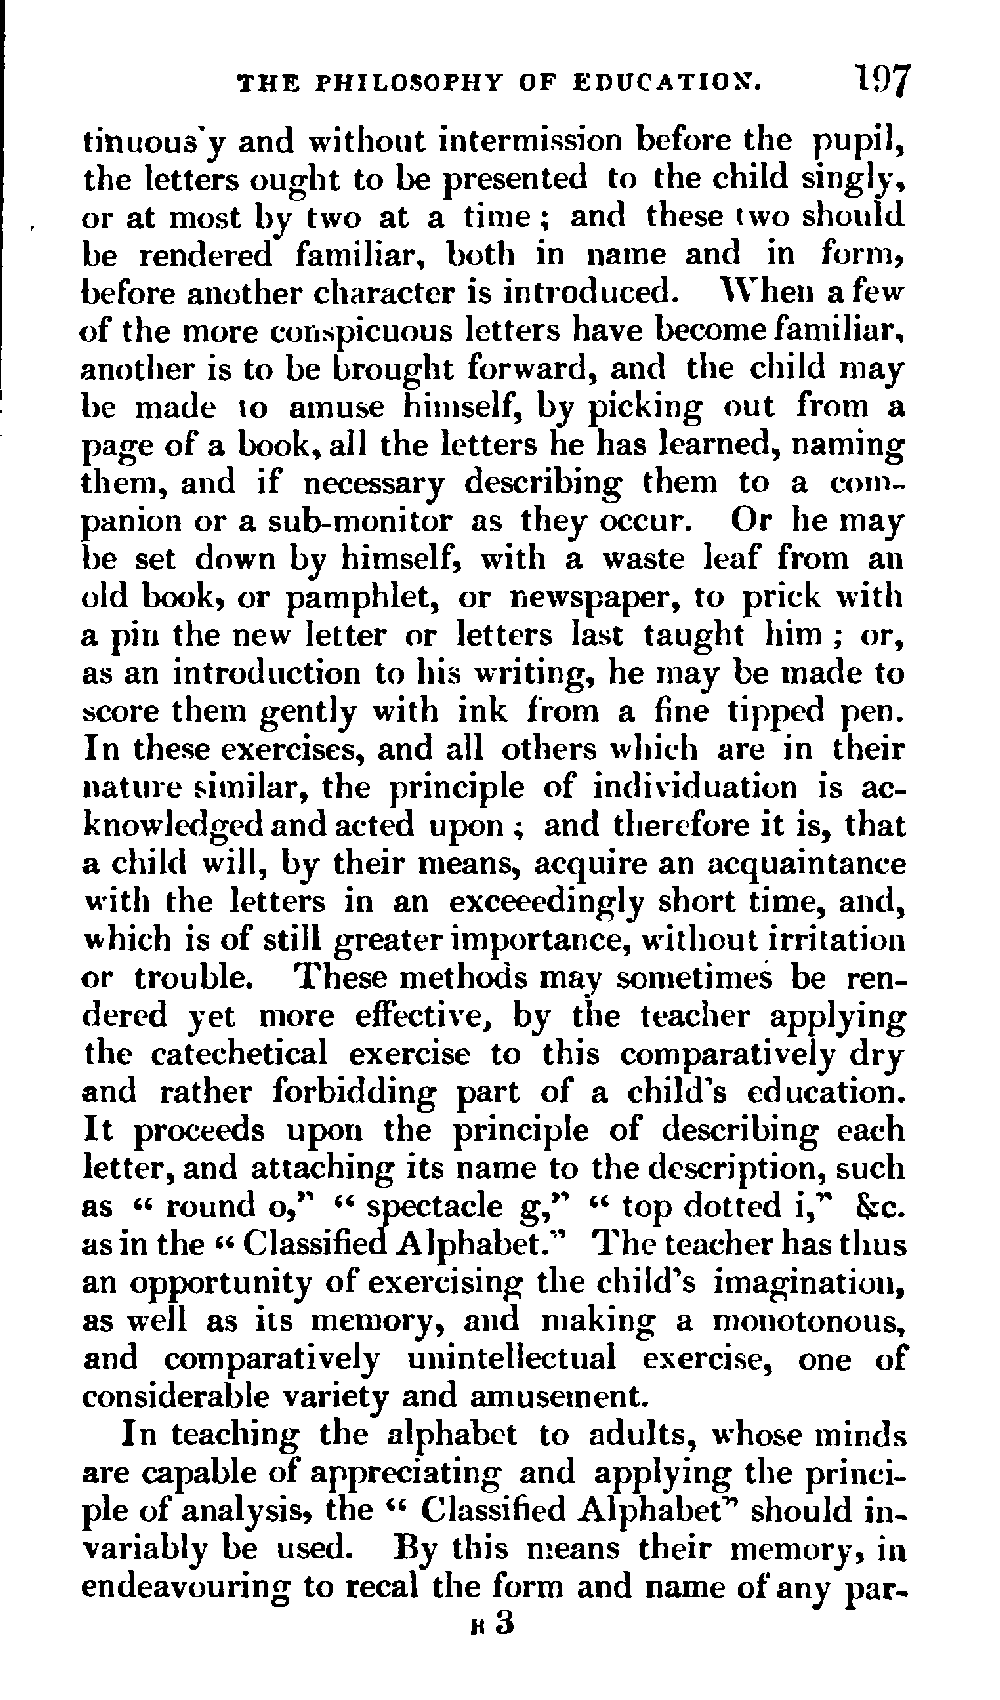 THE PHILOSOPHY OF EDUCATION. 197
tinuous'y and without intermission before the pupil,
the letters ought to be presented to the child singly,
or at most by two at a time ; and these two should
be rendered familiar, both in name and in form,
before another character is introduced. When a few
of the more conspicuous letters have become familiar,
another is to be brought forward, and the child may
be made to amuse himself, by picking out from a
page of a book, all the letters he has learned, naming
them, and if necessary describing them to a com-
panion or a sub-monitor as they occur. Or he may
be set down by himself, with a waste leaf from an
old book, or pamphlet, or newspaper, to prick with
a pin the new letter or letters last taught him ; or,
as an introduction to his writing, he may be made to
score them gently with ink from a fine tipped pen.
In these exercises, and all others which are in their
nature similar, the principle of individuation is ac-
knowledged and acted upon ; and therefore it is, that
a child will, by their means, acquire an acquaintance
with the letters in an exceeedingly short time, and,
which is of still greater importance, without irritation
or trouble. These methods may sometimes be ren-
dered yet more effective, by the teacher applying
the catechetical exercise to this comparatively dry
and rather forbidding part of a child's education.
It proceeds upon the principle of describing each
letter, and attaching its name to the description, such
as “ round o,” “ spectacle g,” “ top dotted i,” &c.
as in the “ Classified Alphabet.” The teacher has thus
an opportunity of exercising the child's imagination,
as well as its memory, and making a monotonous,
and comparatively unintellectual exercise, one of
considerable variety and amusement.
In teaching the alphabet to adults, whose minds
are capable of appreciating and applying the princi-
ple of analysis, the “ Classified Alphabet” should in-
variably be used. By this means their memory, in
endeavouring to recal the form and name of any par-
H 3